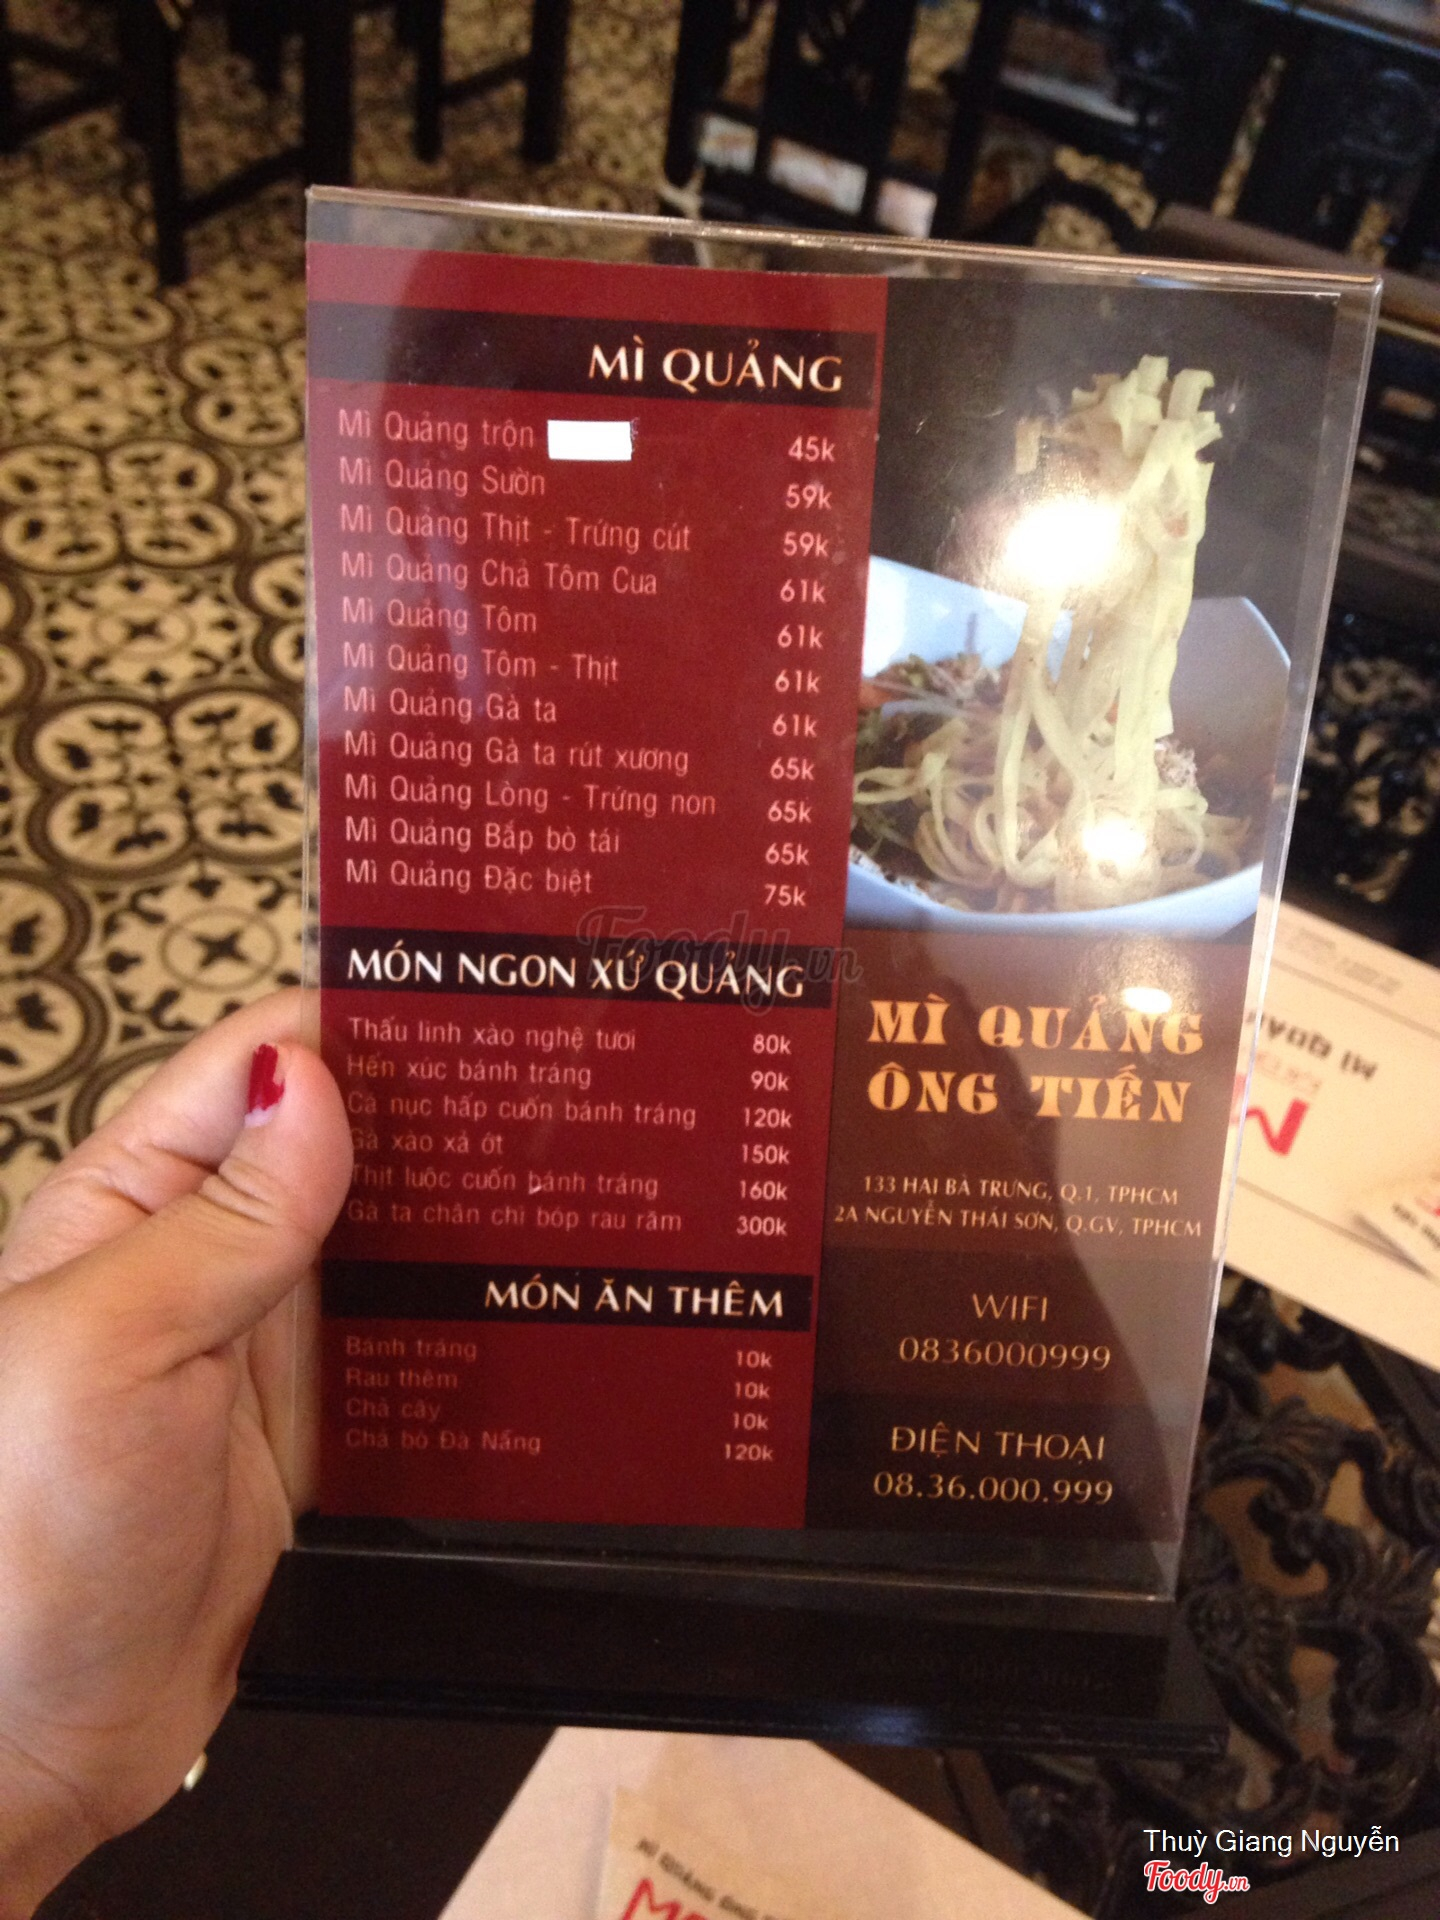 MÌ QUẢNG
Mì Quảng trộn 45k
Mì Quảng Sườn 59k
Mì Quảng Thịt - Trứng cút 59k
Mì Quảng Chả Tôm Cua 61k
Mì Quảng Tôm 61k
Mì Quảng Tôm - Thịt 61k
Mì Quảng Gà ta 61k
Mì Quảng Gà ta rút xương 65k
Mì Quảng Lòng - Trứng non 65k
Mì Quảng Bắp bò tái 65k
Mì Quảng Đặc biệt 75k
MÓN NGON XỨ QUẢNG
Thấu linh xào nghệ tươi 80k
Hến xúc bánh tráng 90k
Cá nục hấp cuốn bánh tráng 120k
Gà xào xả ớt 150k
Thịt luộc cuốn bánh tráng 160k
Gà ta chân chì bóp rau răm 300k
MÓN ĂN THÊM
Bánh tráng 10k
Rau thêm 10k
Chả cây 10k
Chả bò Đà Nẵng 120k
MÌ QUẢNG
ÔNG TIẾN
133 HAI BÀ TRƯNG, Q.1, TPHCM
2A NGUYỄN THÁI SƠN, Q.GV, TPHCM
WIFI
0836000999
ĐIỆN THOẠI
08.36.000.999
Foody.vn
MÌ QUẢNG
Thuỳ Giang Nguyễn
Foody.vn